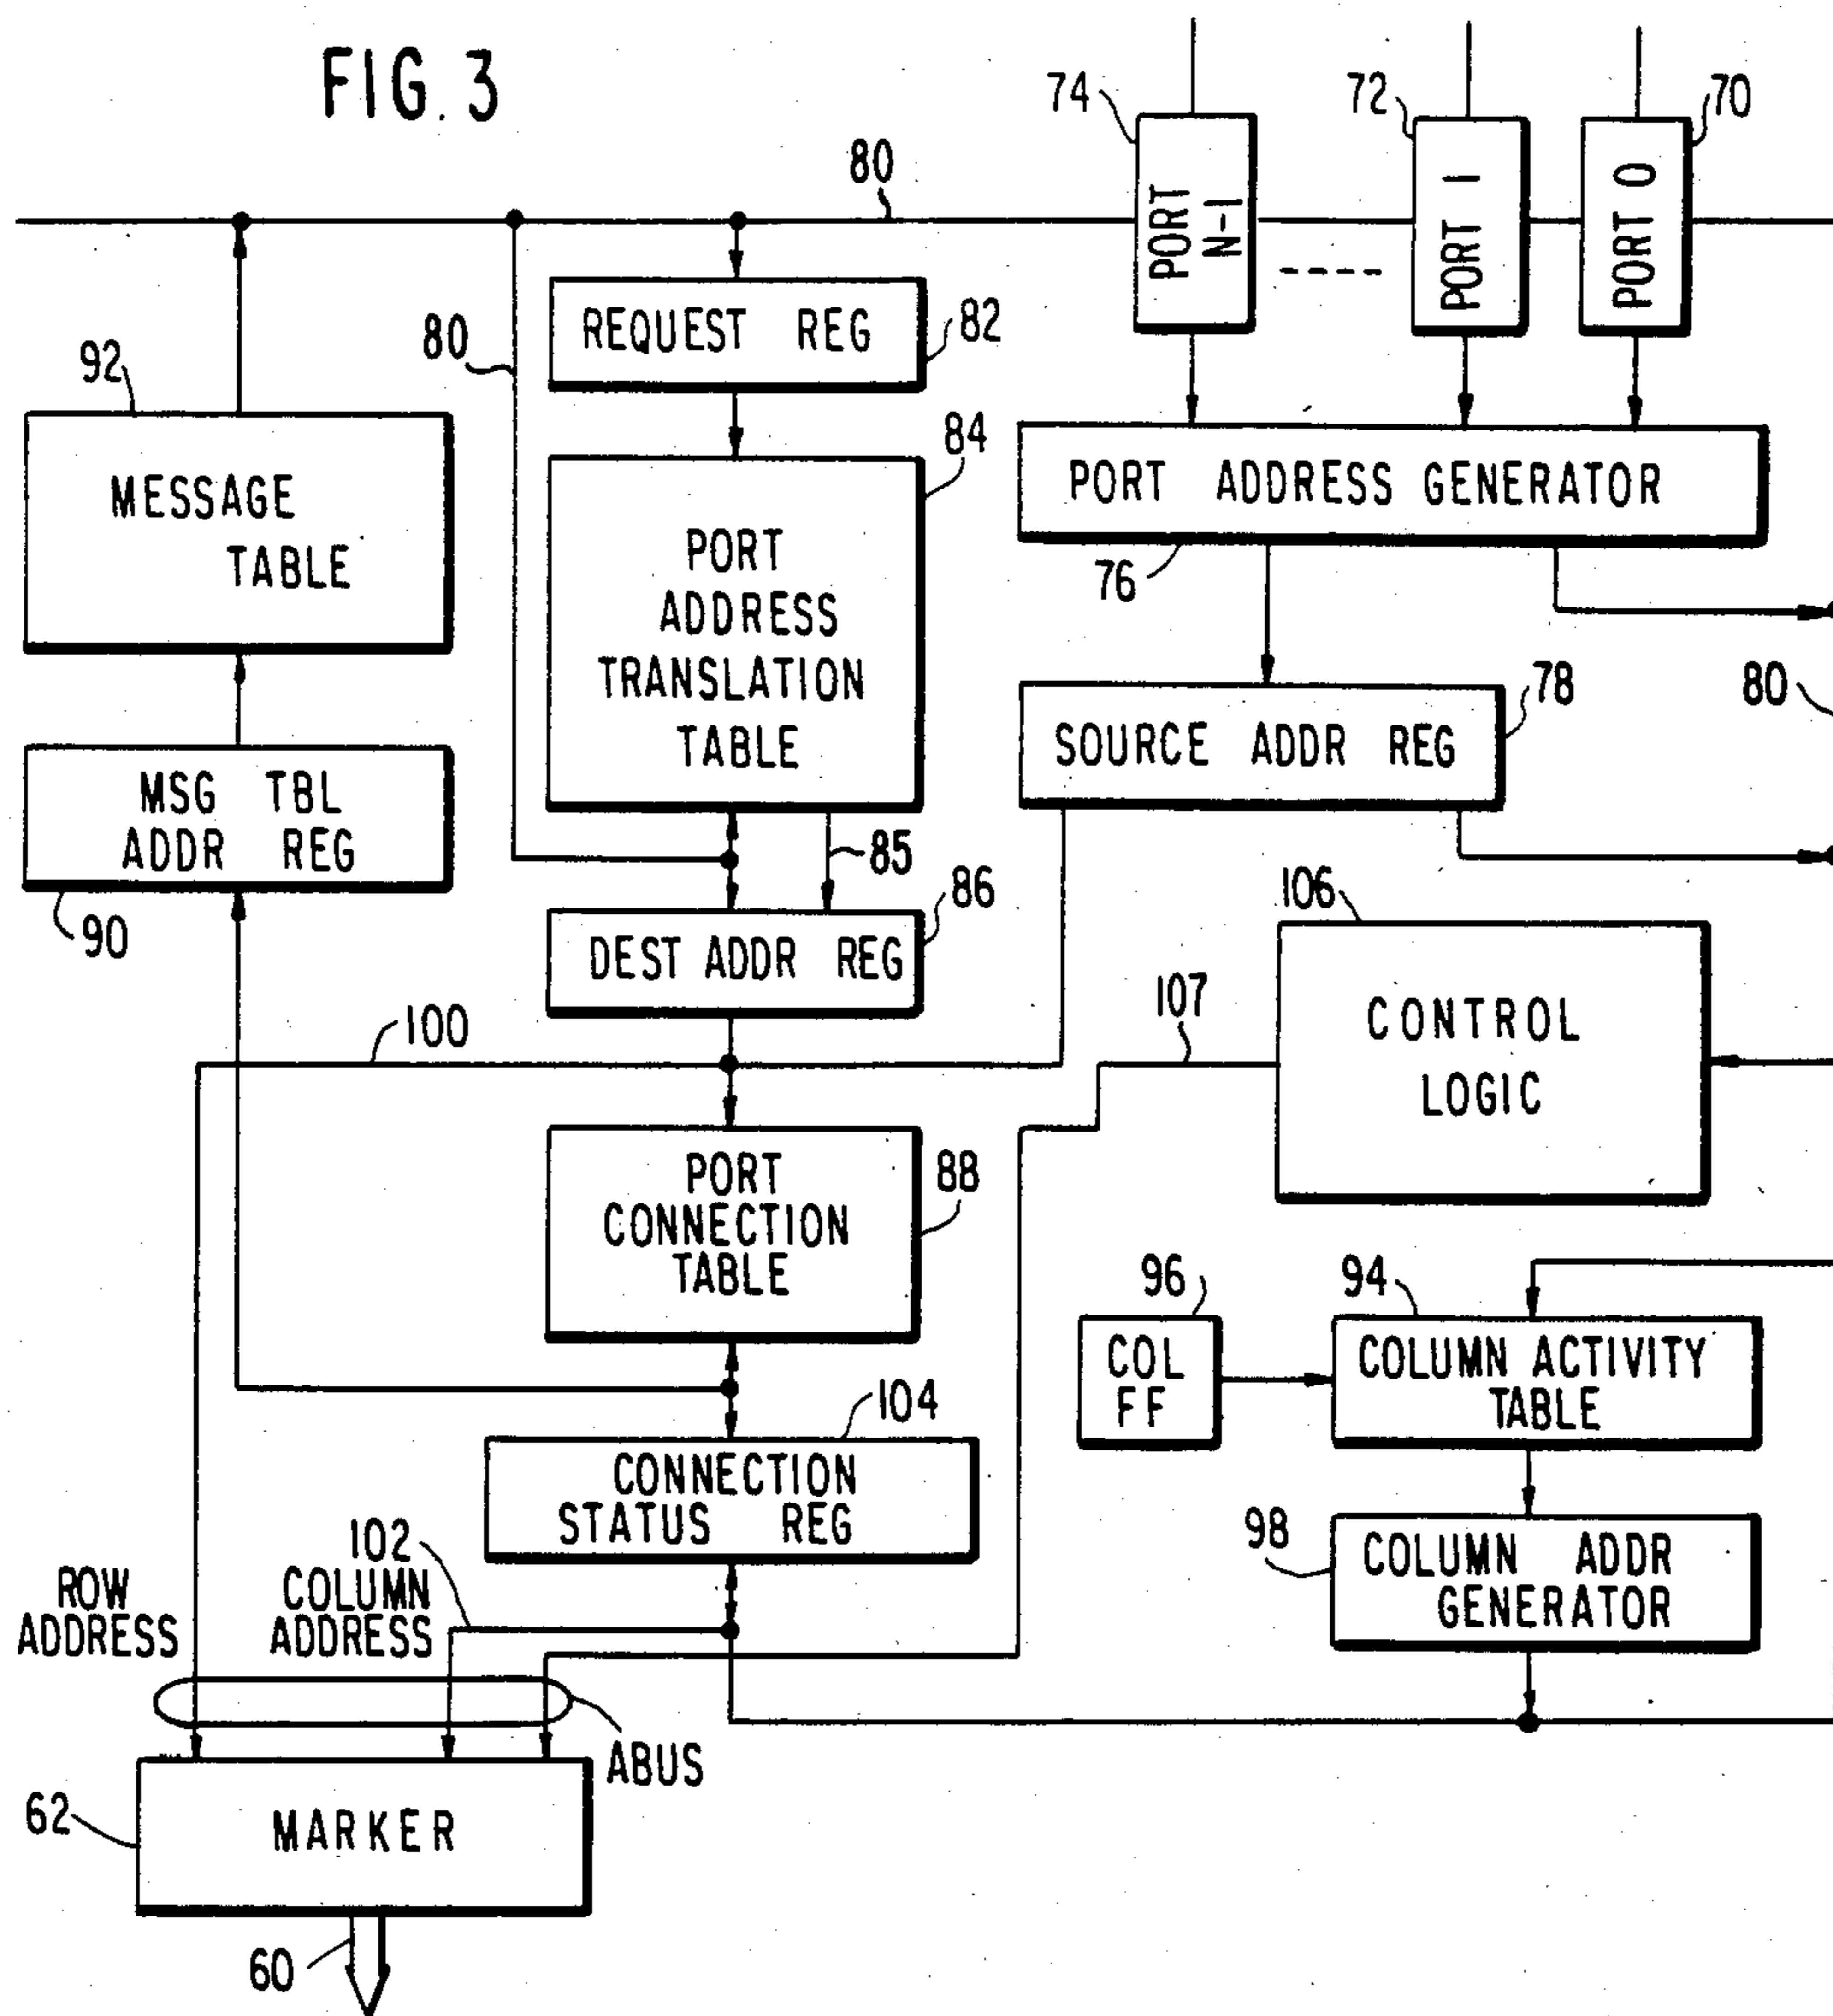 FIG. 3
74
72
70
80
PORT
N-1
PORT 1
PORT 0
REQUEST REG
82
80
92
MESSAGE
TABLE
84
PORT
ADDRESS
TRANSLATION
TABLE
PORT ADDRESS GENERATOR
76
78
80
SOURCE ADDR REG
MSG TBL
ADDR REG
90
85
86
DEST ADDR REG
106
CONTROL
LOGIC
107
100
PORT
CONNECTION
TABLE
88
96
94
COL
FF
COLUMN ACTIVITY
TABLE
104
CONNECTION
STATUS REG
98
COLUMN ADDR
GENERATOR
102
ROW
ADDRESS
COLUMN
ADDRESS
ABUS
62
MARKER
60